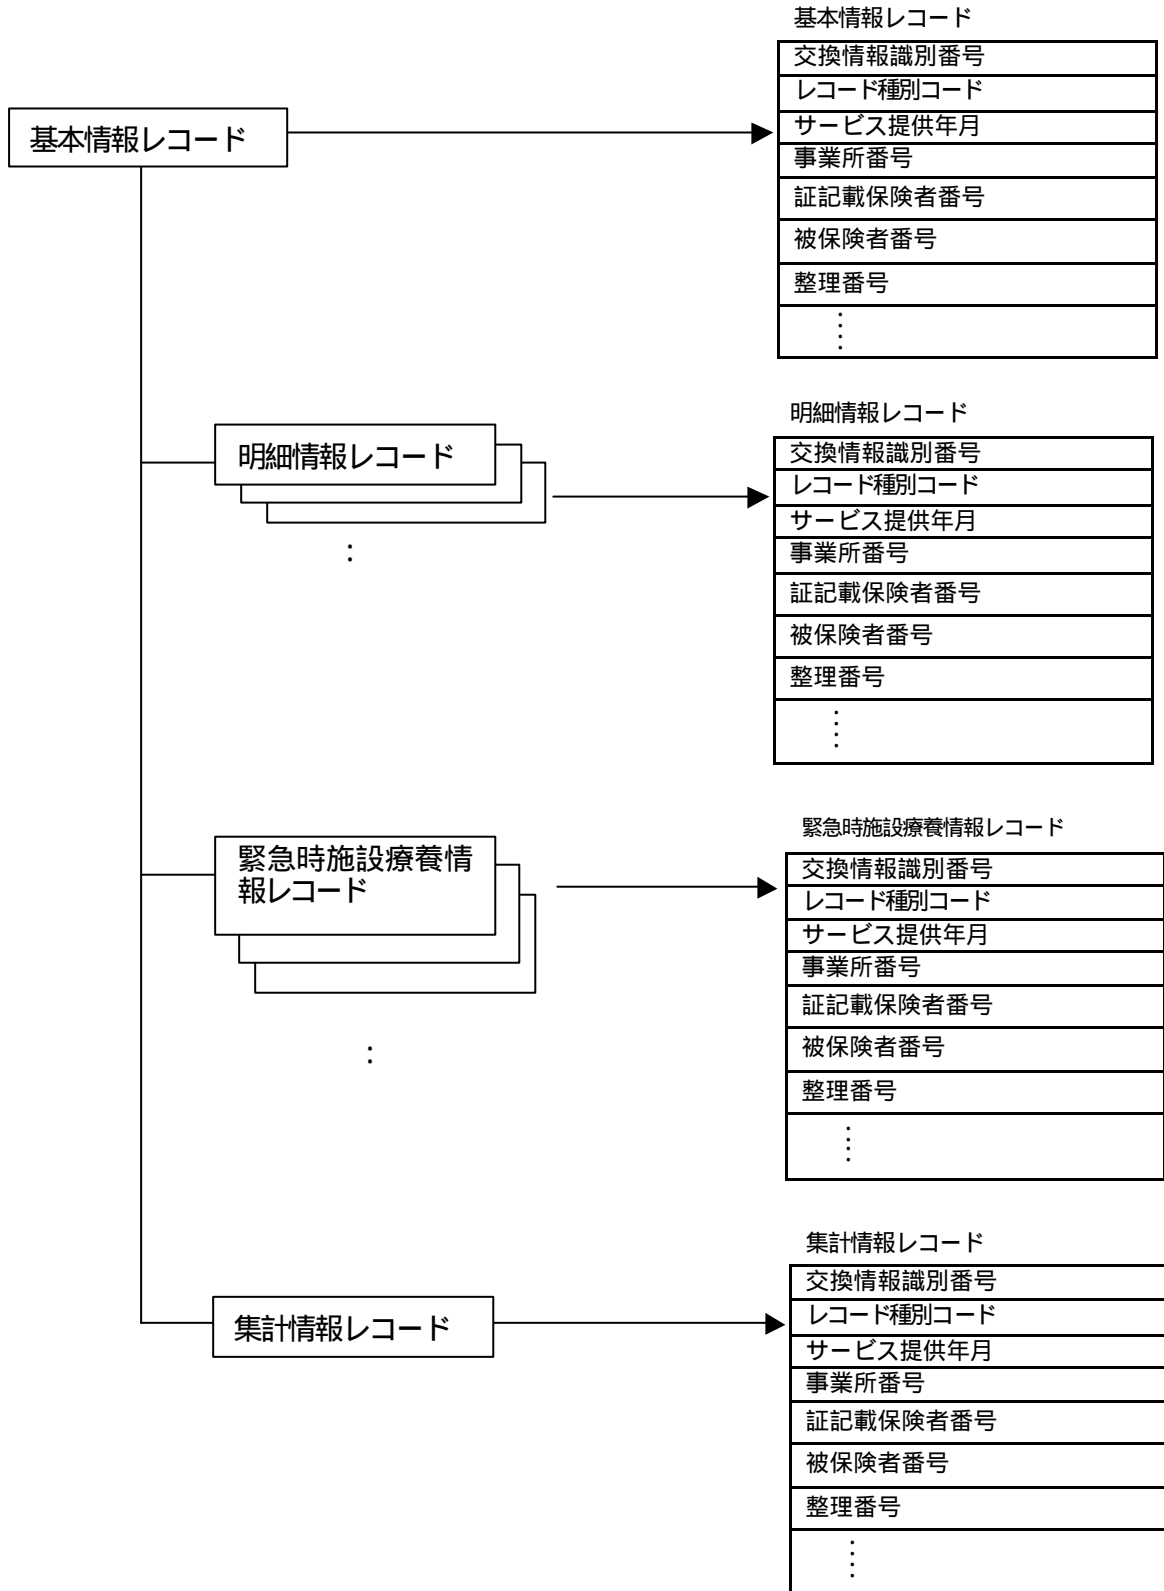 基本情報レコード
基本情報レコード
交換情報識別番号
レコード種別コード
サービス提供年月
事業所番号
証記載保険者番号
被保険者番号
整理番号
⋮
明細情報レコード
:
明細情報レコード
交換情報識別番号
レコード種別コード
サービス提供年月
事業所番号
証記載保険者番号
被保険者番号
整理番号
⋮
緊急時施設療養情
報レコード
:
緊急時施設療養情報レコード
交換情報識別番号
レコード種別コード
サービス提供年月
事業所番号
証記載保険者番号
被保険者番号
整理番号
⋮
集計情報レコード
集計情報レコード
交換情報識別番号
レコード種別コード
サービス提供年月
事業所番号
証記載保険者番号
被保険者番号
整理番号
⋮